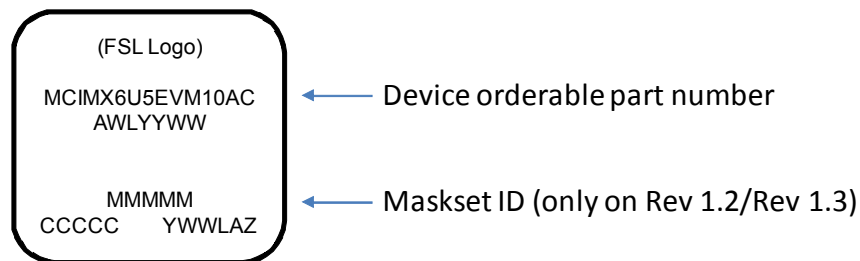 (FSL Logo)
MCIMX6U5EVM10AC
Device orderable part number
AWLYYWW
MMMMM
Maskset ID (only on Rev 1.2/Rev 1.3)
CCCCC YWWLAZ